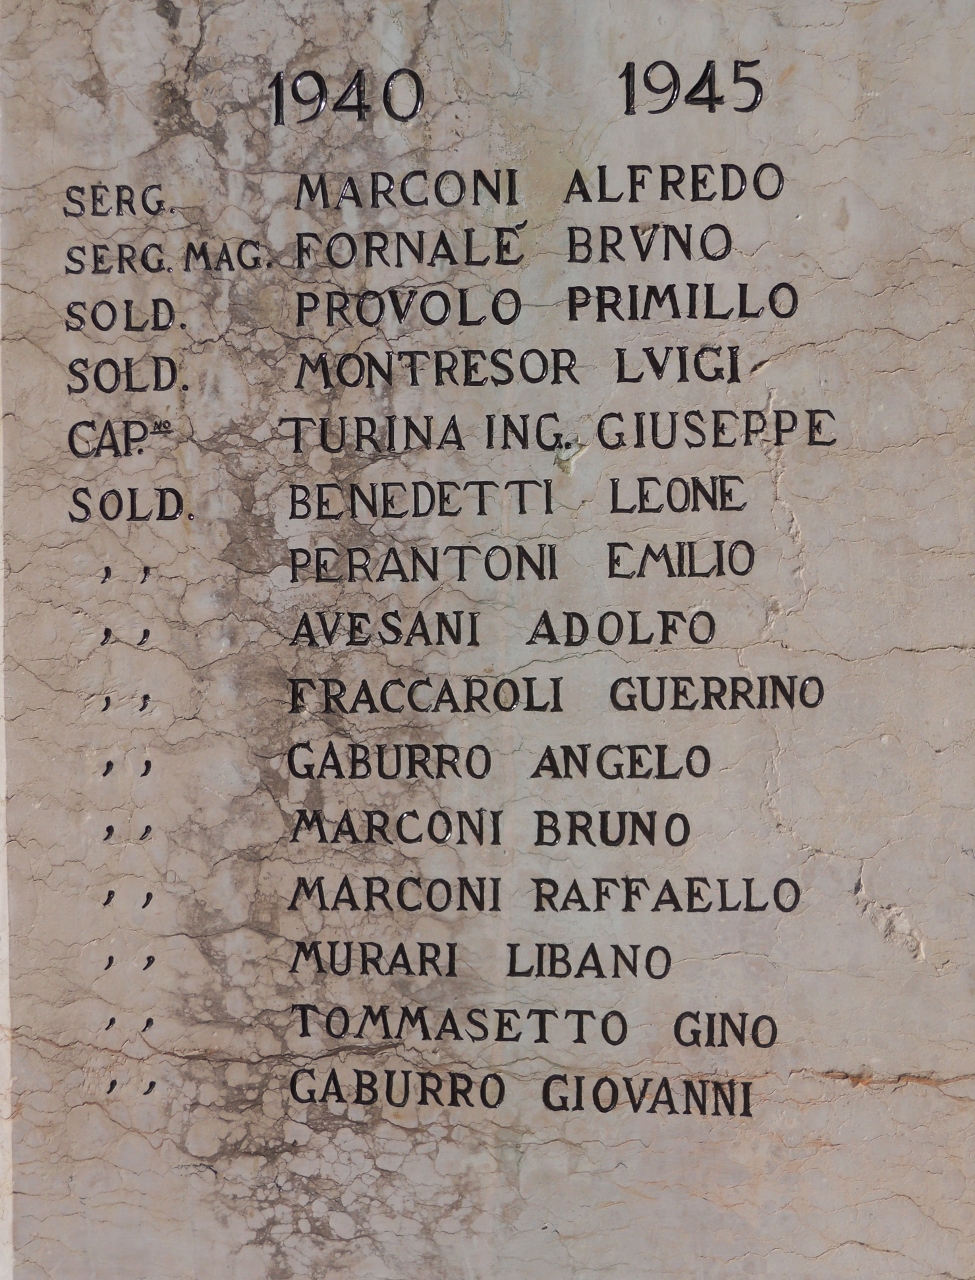 1940 1945
SERG. MARCONI ALFREDO
SERG. MAG. FORNALÉ BRVNO
SOLD. PROVOLO PRIMILLO
SOLD. MONTRESOR LVIGI
CAP.NO TURINA ING. GIUSEPPE
SOLD. BENEDETTI LEONE
, , PERANTONI EMILIO
, , AVESANI ADOLFO
, , FRACCAROLI GUERRINO
, , GABURRO ANGELO
, , MARCONI BRUNO
, , MARCONI RAFFAELLO
, , MURARI LIBANO
, , TOMMASETTO GINO
, , GABURRO GIOVANNI